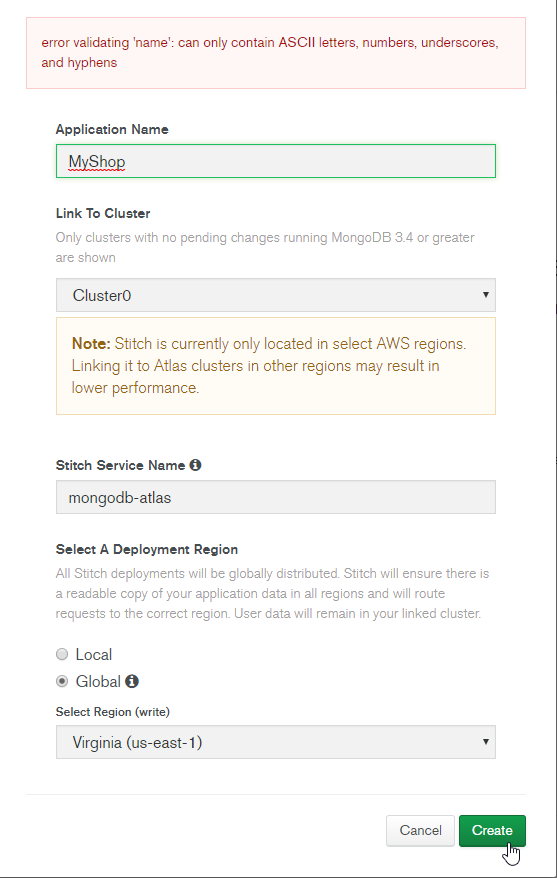 error validating 'name': can only contain ASCII letters, numbers, underscores,
and hyphens
Application Name
MyShop
Link To Cluster
Only clusters with no pending changes running MongoDB 3.4 or greater
are shown
Cluster0
Note: Stitch is currently only located in select AWS regions.
Linking it to Atlas clusters in other regions may result in
lower performance.
Stitch Service Name
mongodb-atlas
Select A Deployment Region
All Stitch deployments will be globally distributed. Stitch will ensure there is
a readable copy of your application data in all regions and will route
requests to the correct region. User data will remain in your linked cluster.
Local
Global
Select Region (write)
Virginia (us-east-1)
Cancel
Create